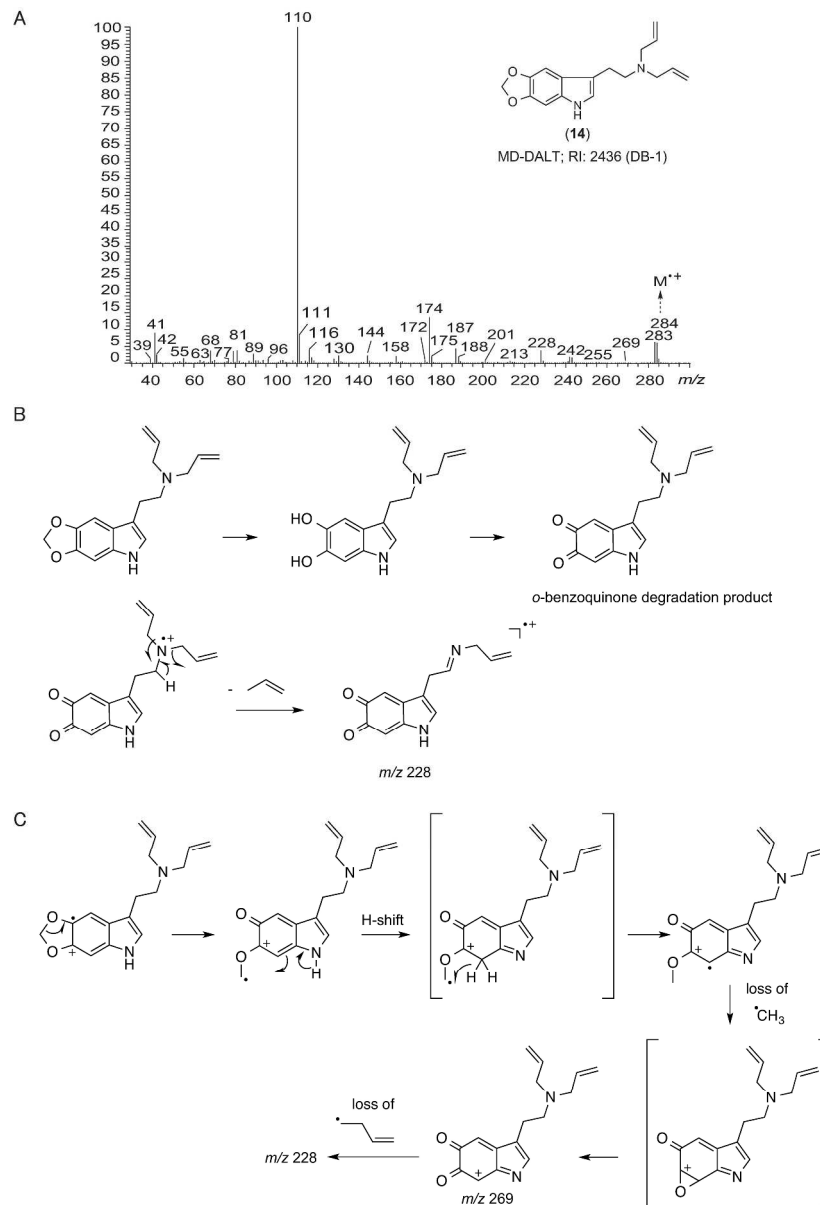 A
100
95
90
85
80
75
70
65
60
55
50
45
40
35
30
25
20
15
10
5
0
110
39
41
42
55
63
68
77
81
89
96
111
116
130
144
158
172
174
175
187
188
201
213
228
242
255
269
284
283
M•+
40 60 80 100 120 140 160 180 200 220 240 260 280 m/z
O
O
N
H
N
(14)
MD-DALT; RI: 2436 (DB-1)
B
O
O
N
H
N
HO
HO
N
H
N
O
O
N
H
N
o-benzoquinone degradation product
O
O
N
H
N
•+
H
-
O
O
N
H
N
•+
m/z 228
C
O
O
N
H
N
•
+
O
O
N
H
N
+
•
H-shift
O
O
N
N
H H
+
•
O
O
N
N
+
•
loss of
•CH3
O
O
N
N
+
O
O
N
N
+
m/z 269
loss of
•
m/z 228